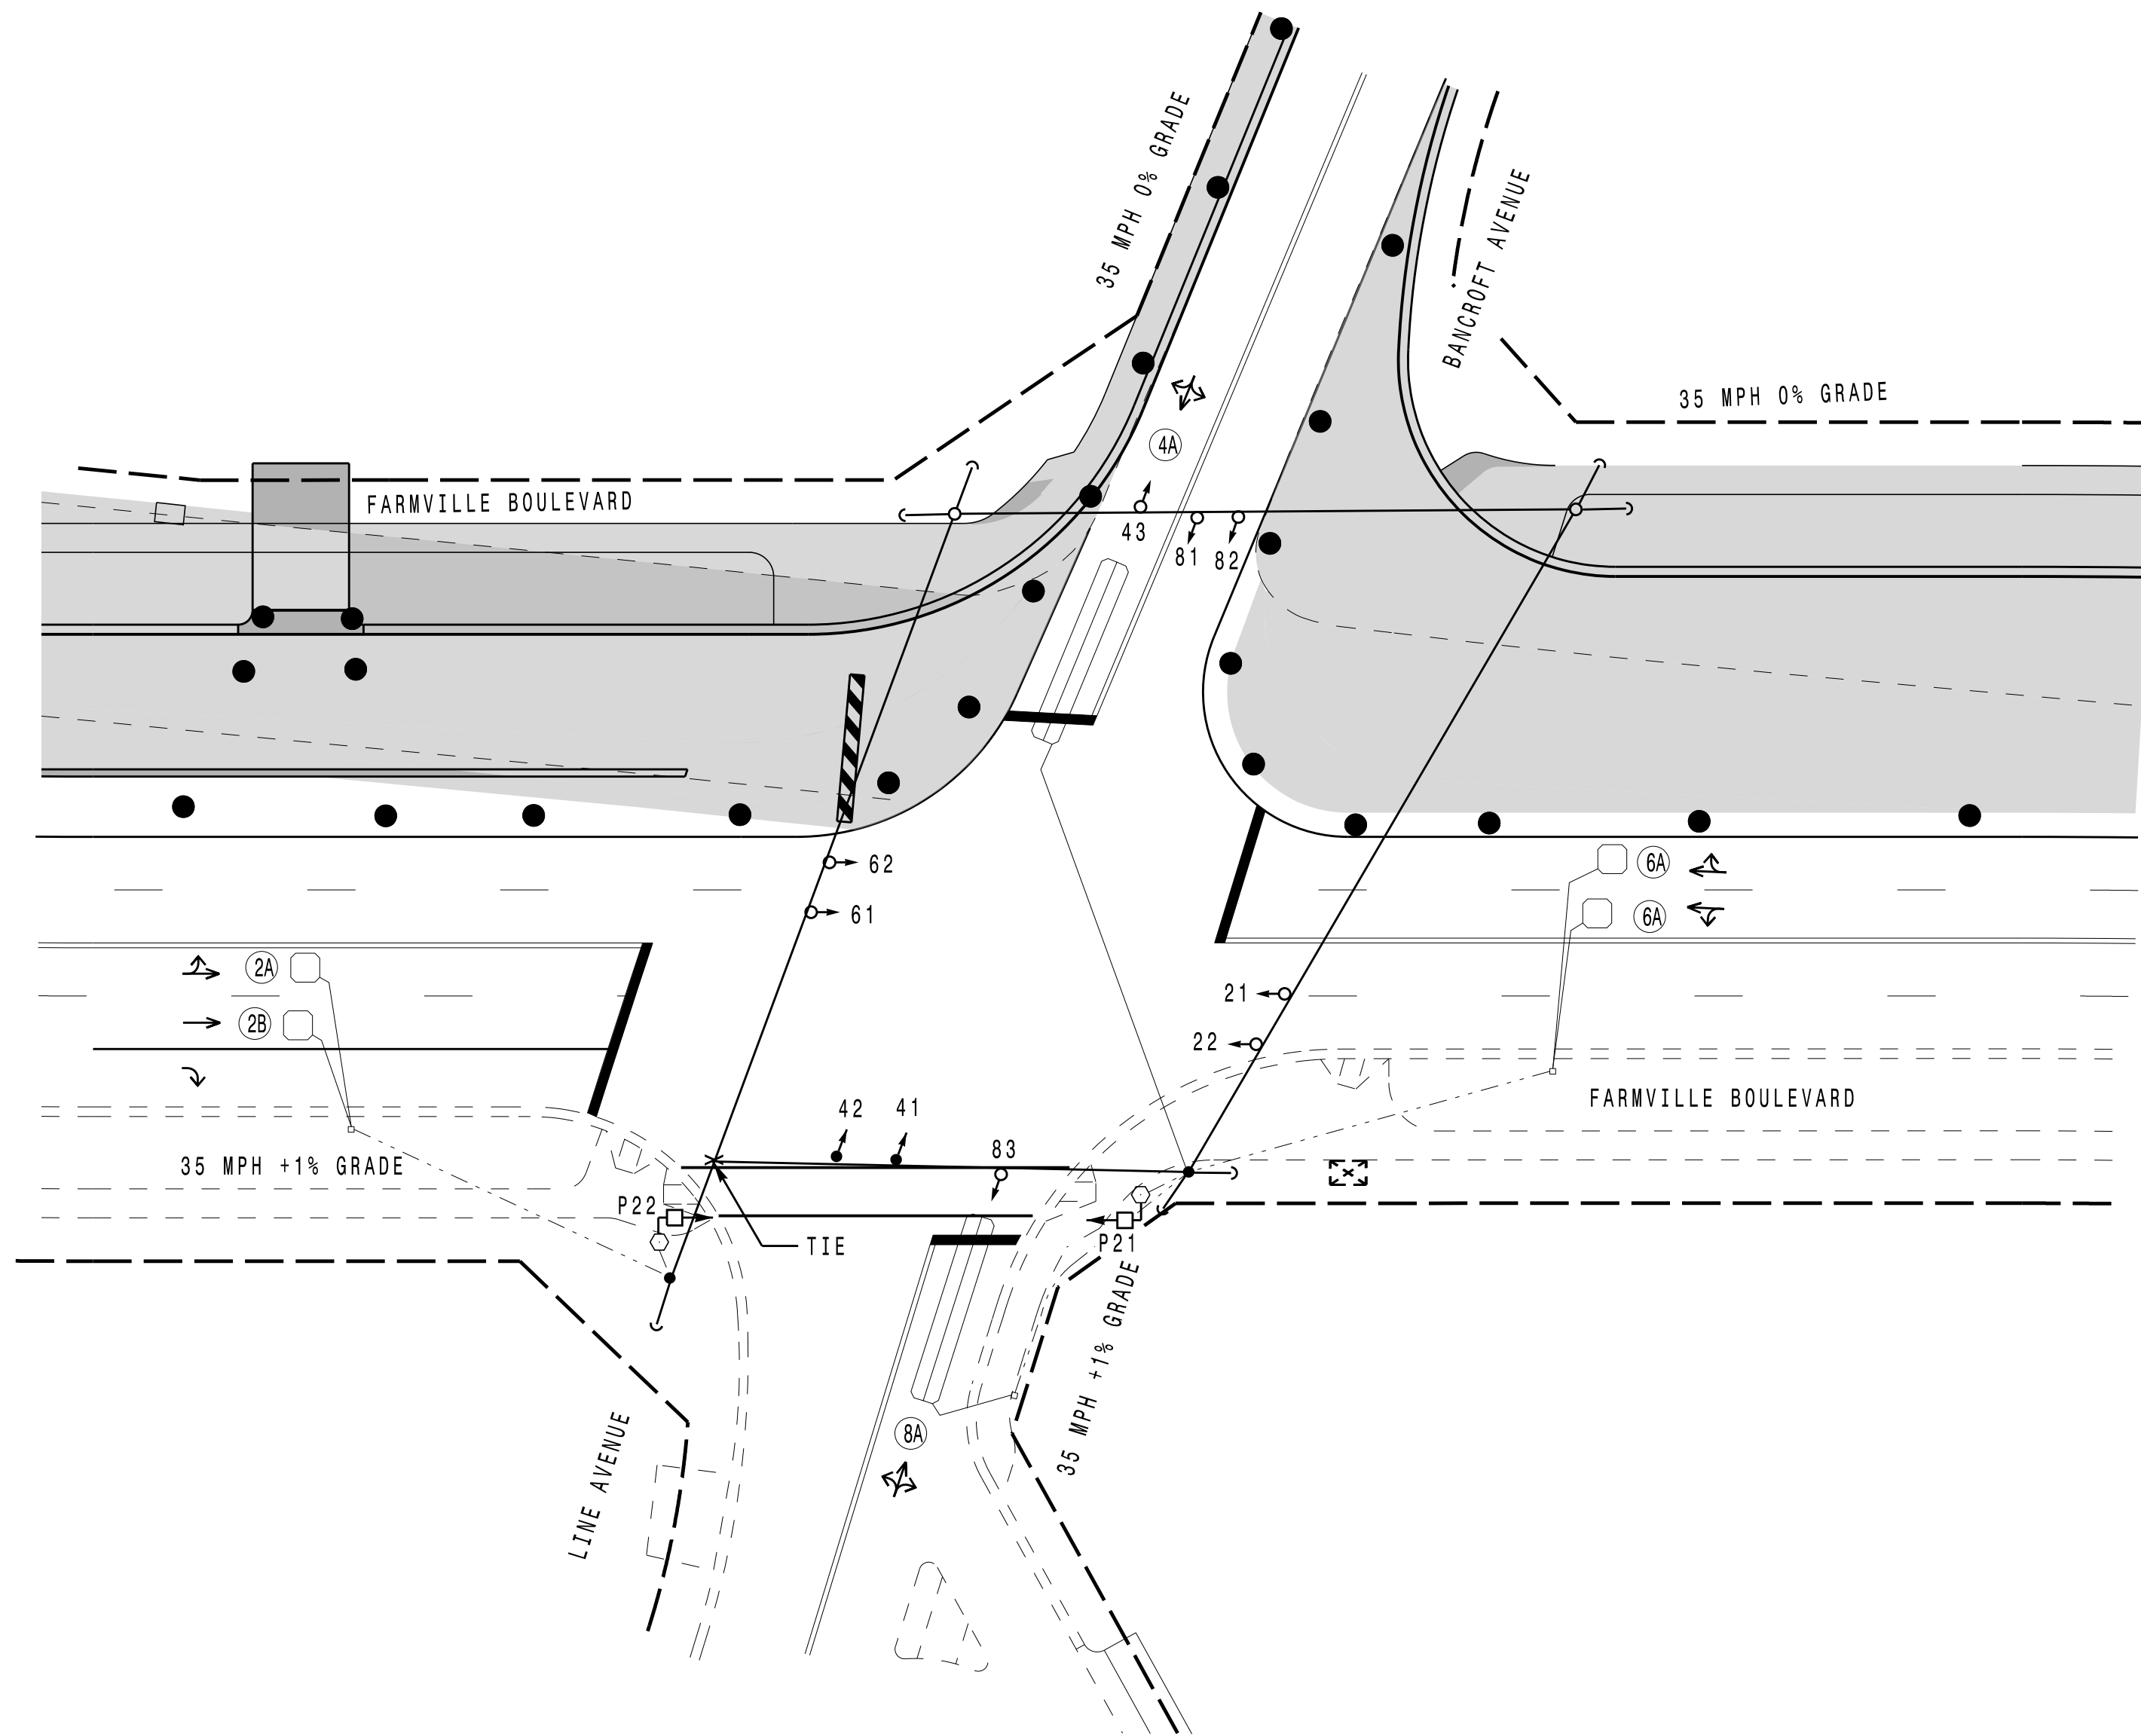 35 MPH 0% GRADE
BANCROFT AVENUE
35 MPH 0% GRADE
4A
FARMVILLE BOULEVARD
43
81
82
62
6A
61
6A
2A
21
2B
22
FARMVILLE BOULEVARD
42
41
83
35 MPH +1% GRADE
P22
TIE
P21
35 MPH +1% GRADE
8A
LINE AVENUE